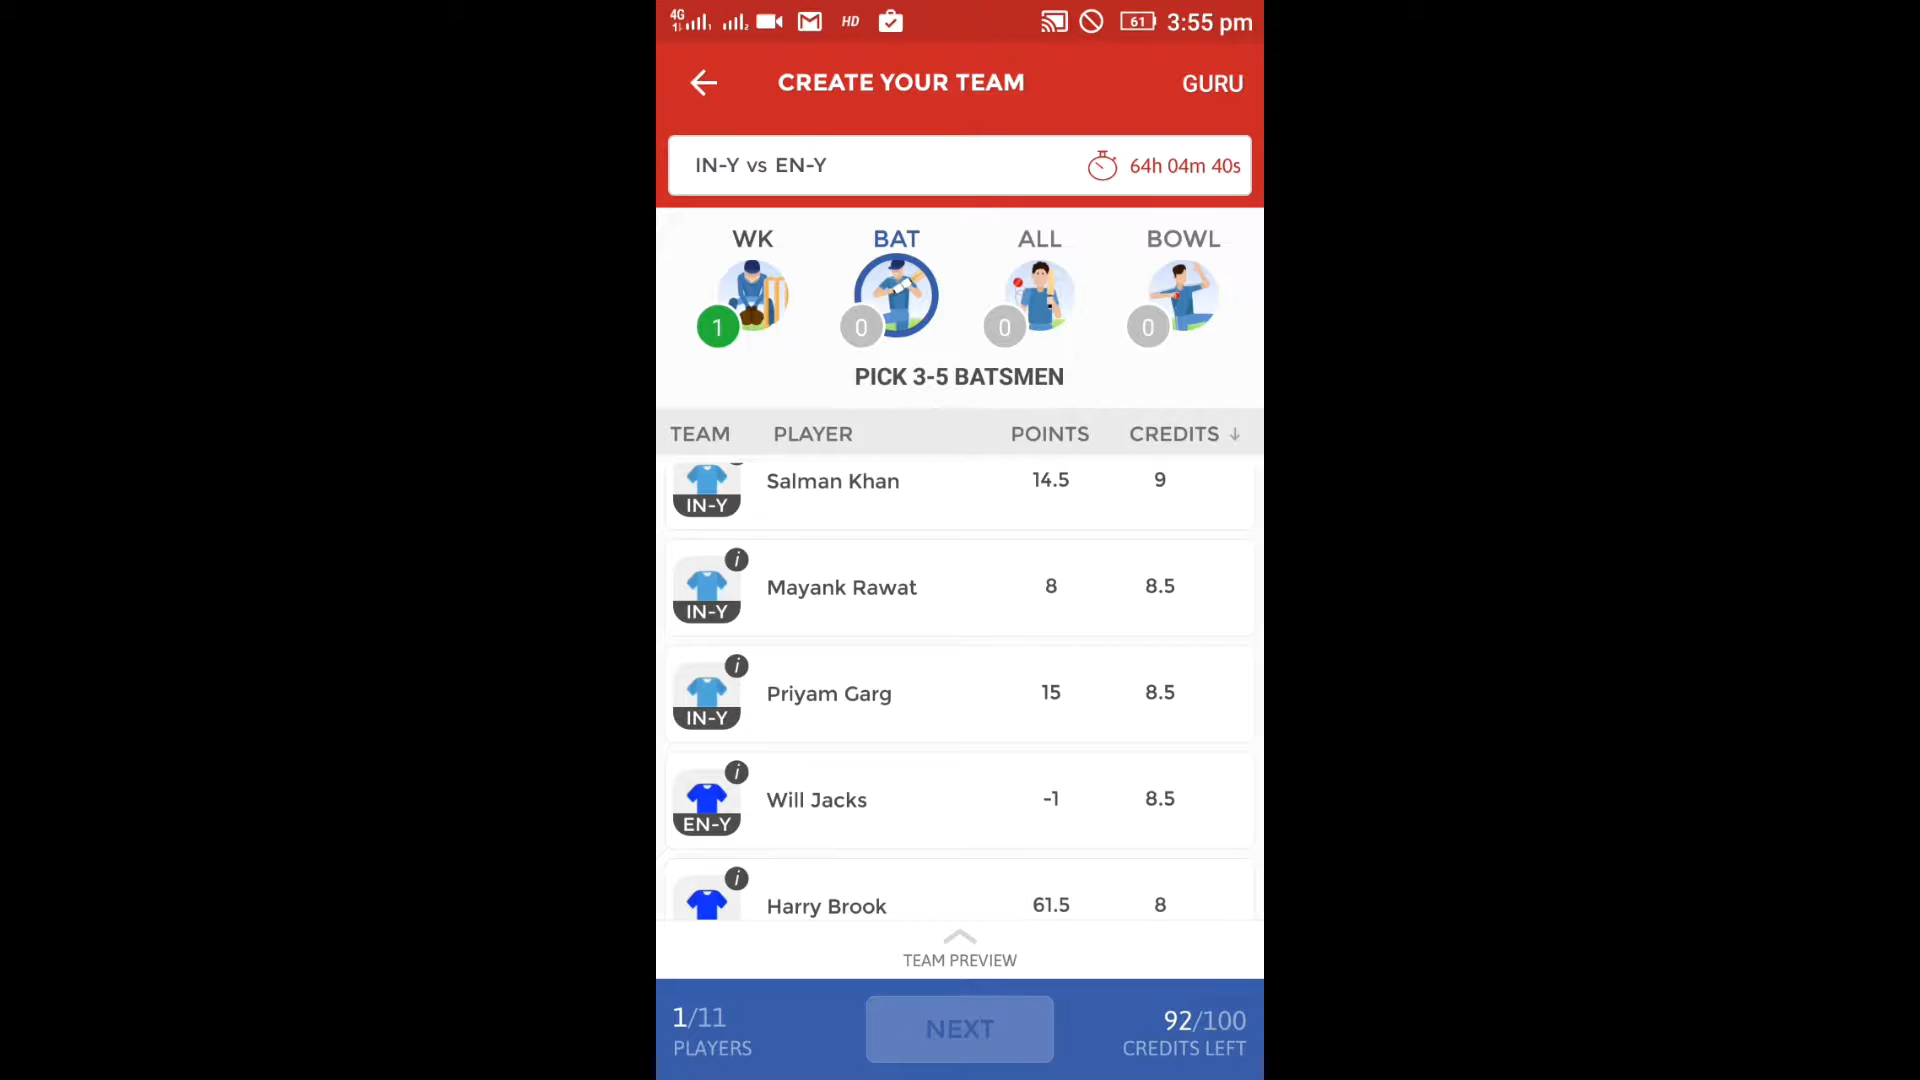 4G
HD
61
3:55 pm
CREATE YOUR TEAM
GURU
IN-Y vs EN-Y
64h 04m 40s
WK
BAT
ALL
BOWL
1
0
0
0
PICK 3-5 BATSMEN
TEAM PLAYER POINTS CREDITS ↓
Salman Khan 14.5 9
IN-Y
i
Mayank Rawat 8 8.5
IN-Y
i
Priyam Garg 15 8.5
IN-Y
i
Will Jacks -1 8.5
EN-Y
i
Harry Brook 61.5 8
TEAM PREVIEW
1/11
PLAYERS
NEXT
92/100
CREDITS LEFT